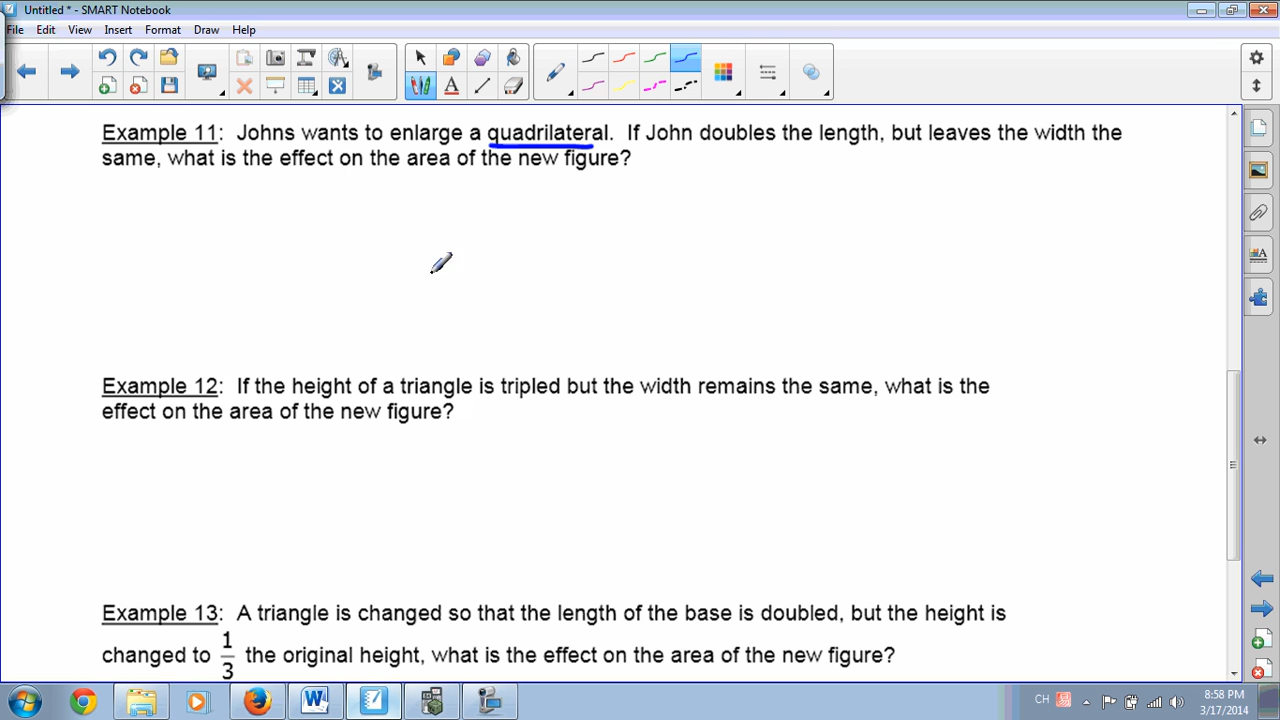 Untitled * - SMART Notebook
File Edit View Insert Format Draw Help
Example 11: Johns wants to enlarge a quadrilateral. If John doubles the length, but leaves the width the
same, what is the effect on the area of the new figure?
Example 12: If the height of a triangle is tripled but the width remains the same, what is the
effect on the area of the new figure?
Example 13: A triangle is changed so that the length of the base is doubled, but the height is
changed to 1/3 the original height, what is the effect on the area of the new figure?
CH 8:58 PM
3/17/2014